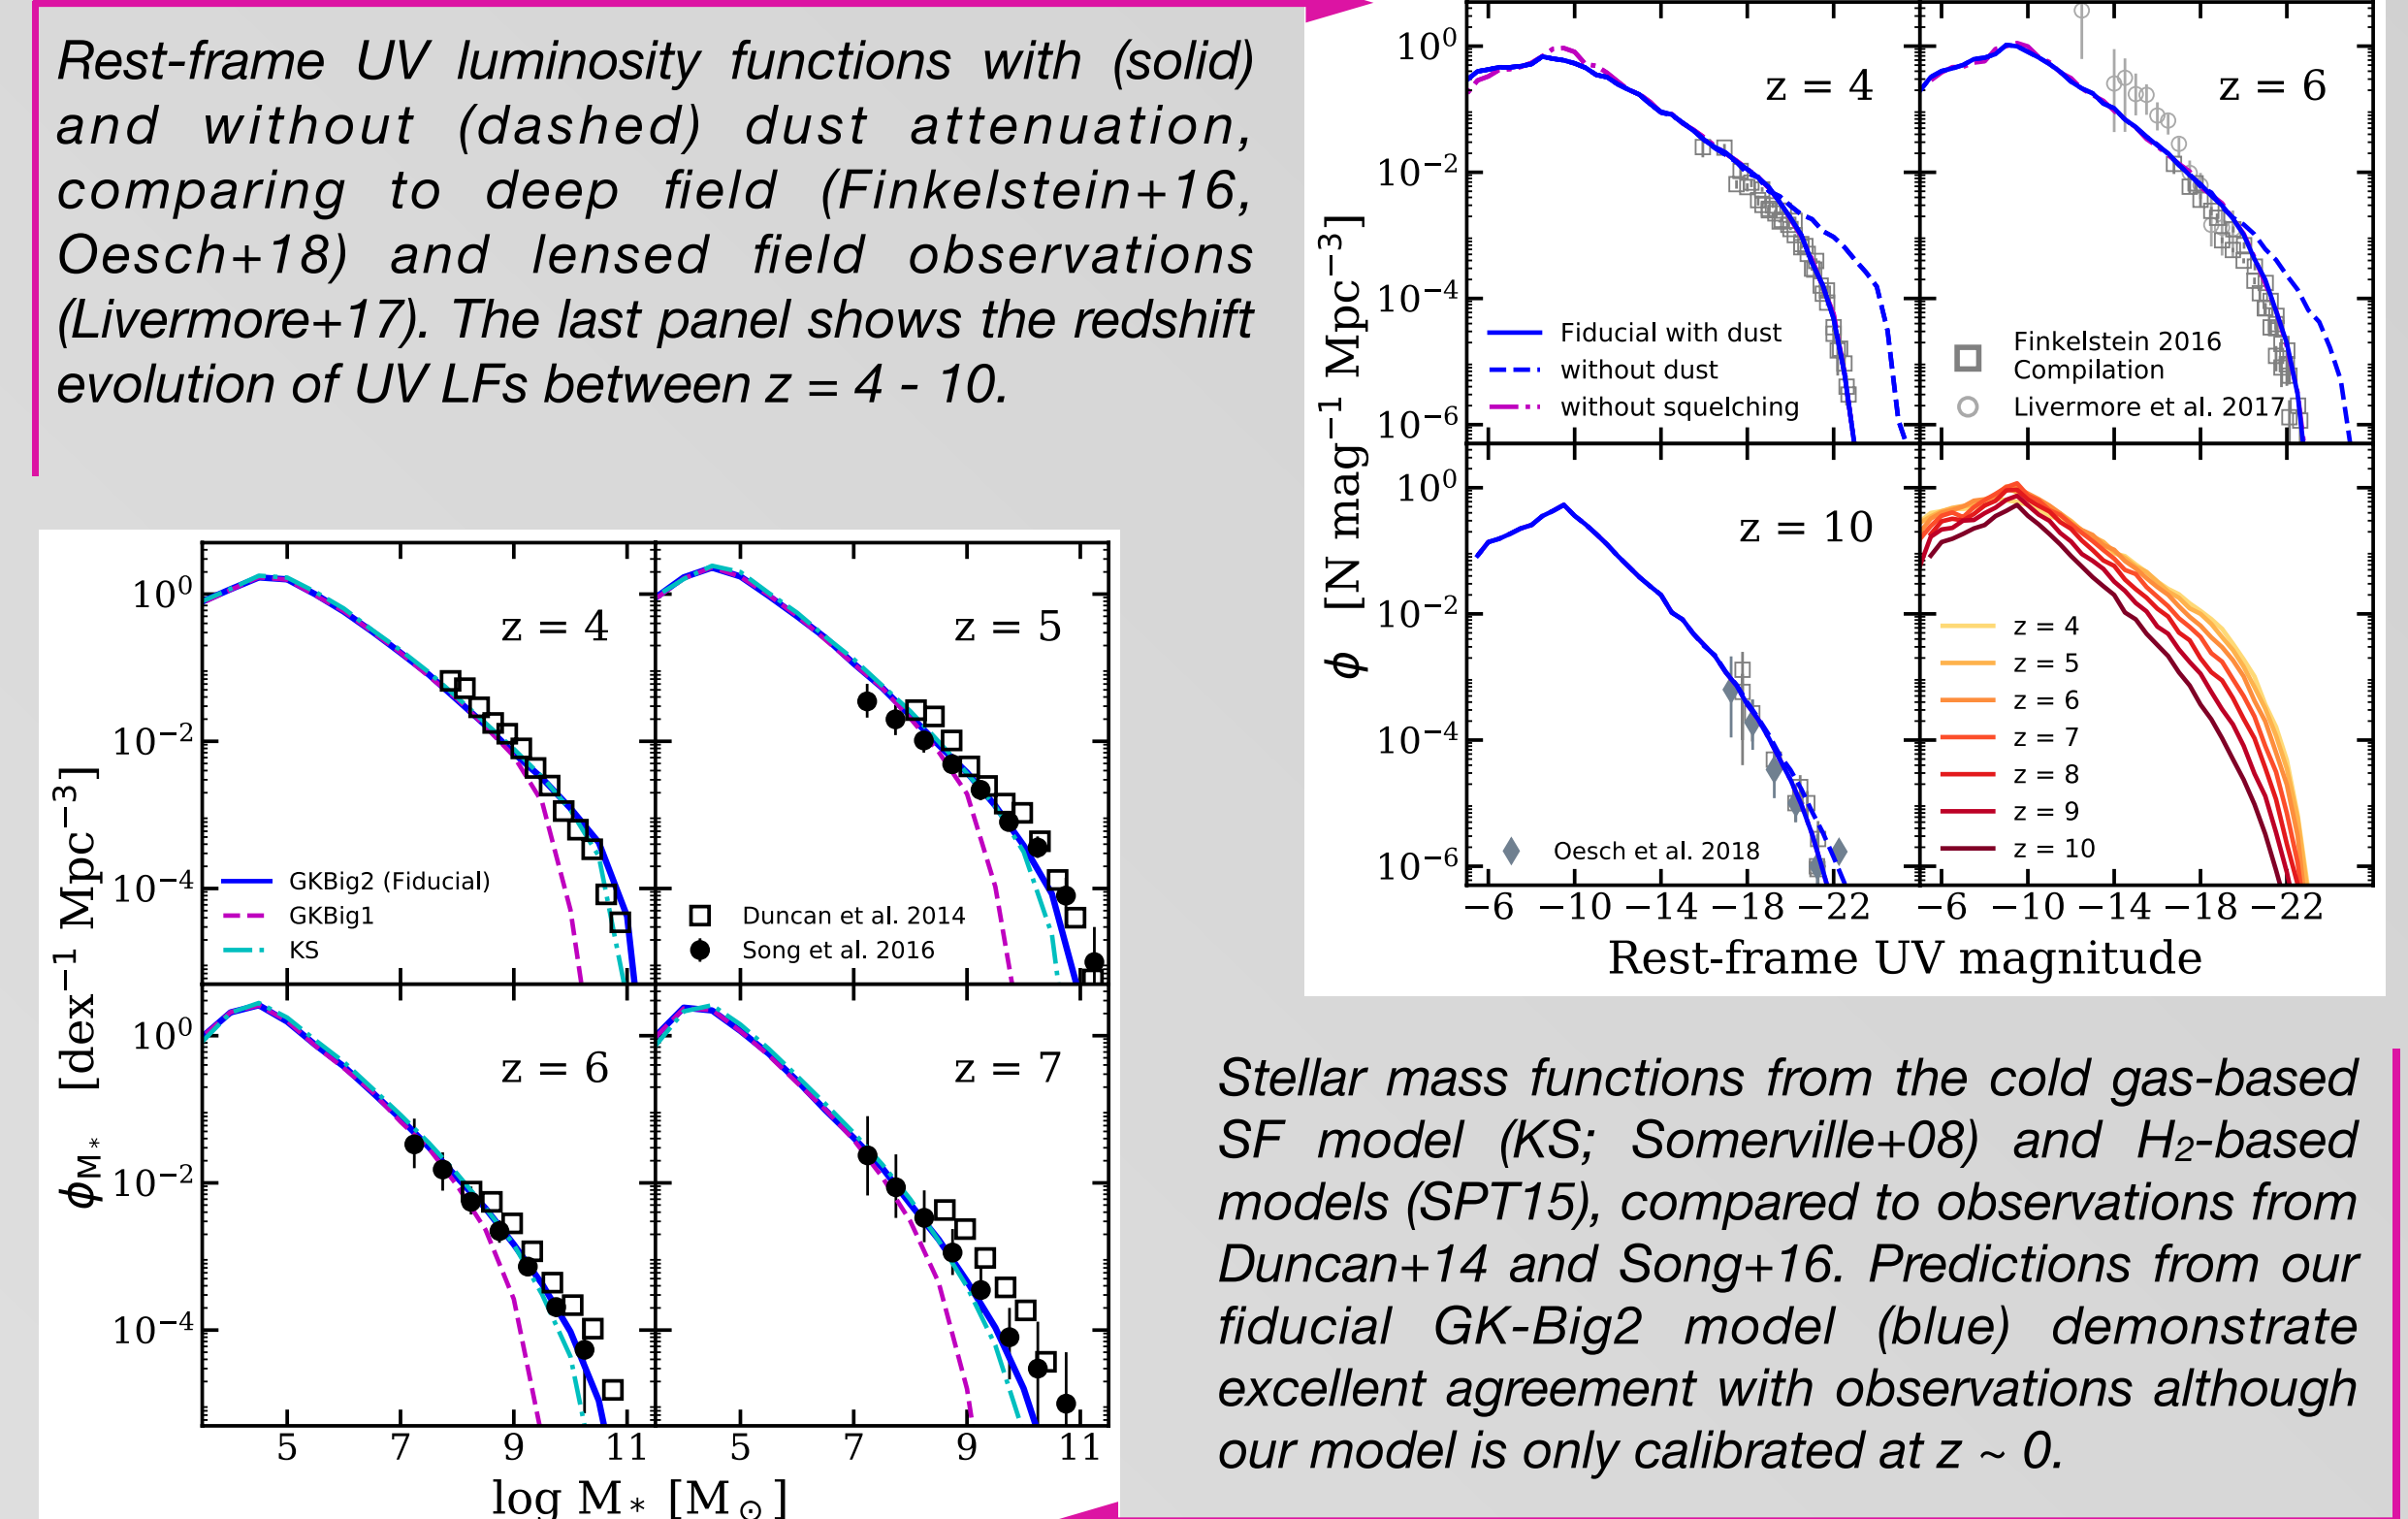 Rest-frame UV luminosity functions with (solid)
and without (dashed) dust attenuation,
comparing to deep field (Finkelstein+16,
Oesch+18) and lensed field observations
(Livermore+17). The last panel shows the redshift
evolution of UV LFs between z = 4 - 10.
ϕ [N mag⁻¹ Mpc⁻³]
10⁰
10⁻²
10⁻⁴
10⁻⁶
z = 4
Fiducial with dust
without dust
without squelching
z = 6
Finkelstein 2016
Compilation
Livermore et al. 2017
10⁰
10⁻²
10⁻⁴
10⁻⁶
z = 10
Oesch et al. 2018
z = 4
z = 5
z = 6
z = 7
z = 8
z = 9
z = 10
−6 −10 −14 −18 −22
−6 −10 −14 −18 −22
Rest-frame UV magnitude
ϕ_M* [dex⁻¹ Mpc⁻³]
10⁰
10⁻²
10⁻⁴
z = 4
GKBig2 (Fiducial)
GKBig1
KS
z = 5
Duncan et al. 2014
Song et al. 2016
10⁰
10⁻²
10⁻⁴
z = 6
z = 7
5 7 9 11
5 7 9 11
log M* [M⊙]
Stellar mass functions from the cold gas-based
SF model (KS; Somerville+08) and H₂-based
models (SPT15), compared to observations from
Duncan+14 and Song+16. Predictions from our
fiducial GK-Big2 model (blue) demonstrate
excellent agreement with observations although
our model is only calibrated at z ~ 0.